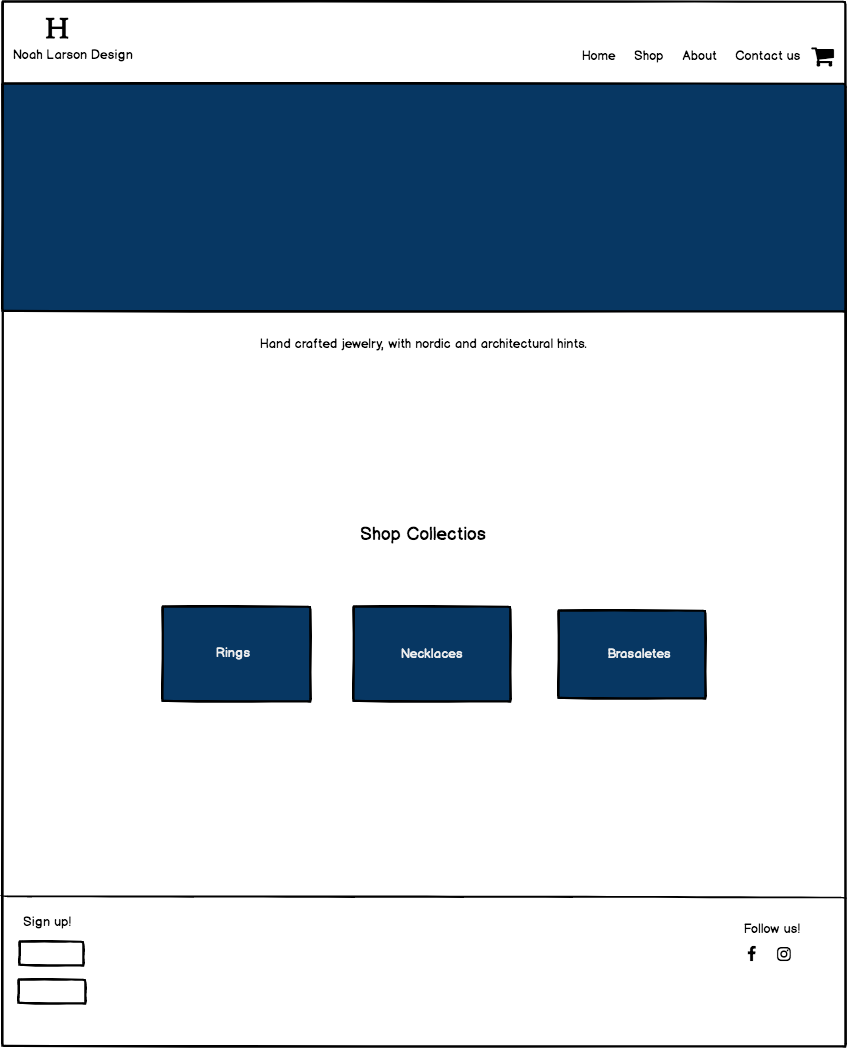 H
Noah Larson Design
Home Shop About Contact us
Hand crafted jewelry, with nordic and architectural hints.
Shop Collectios
Rings Necklaces Brasaletes
Sign up!
Follow us!